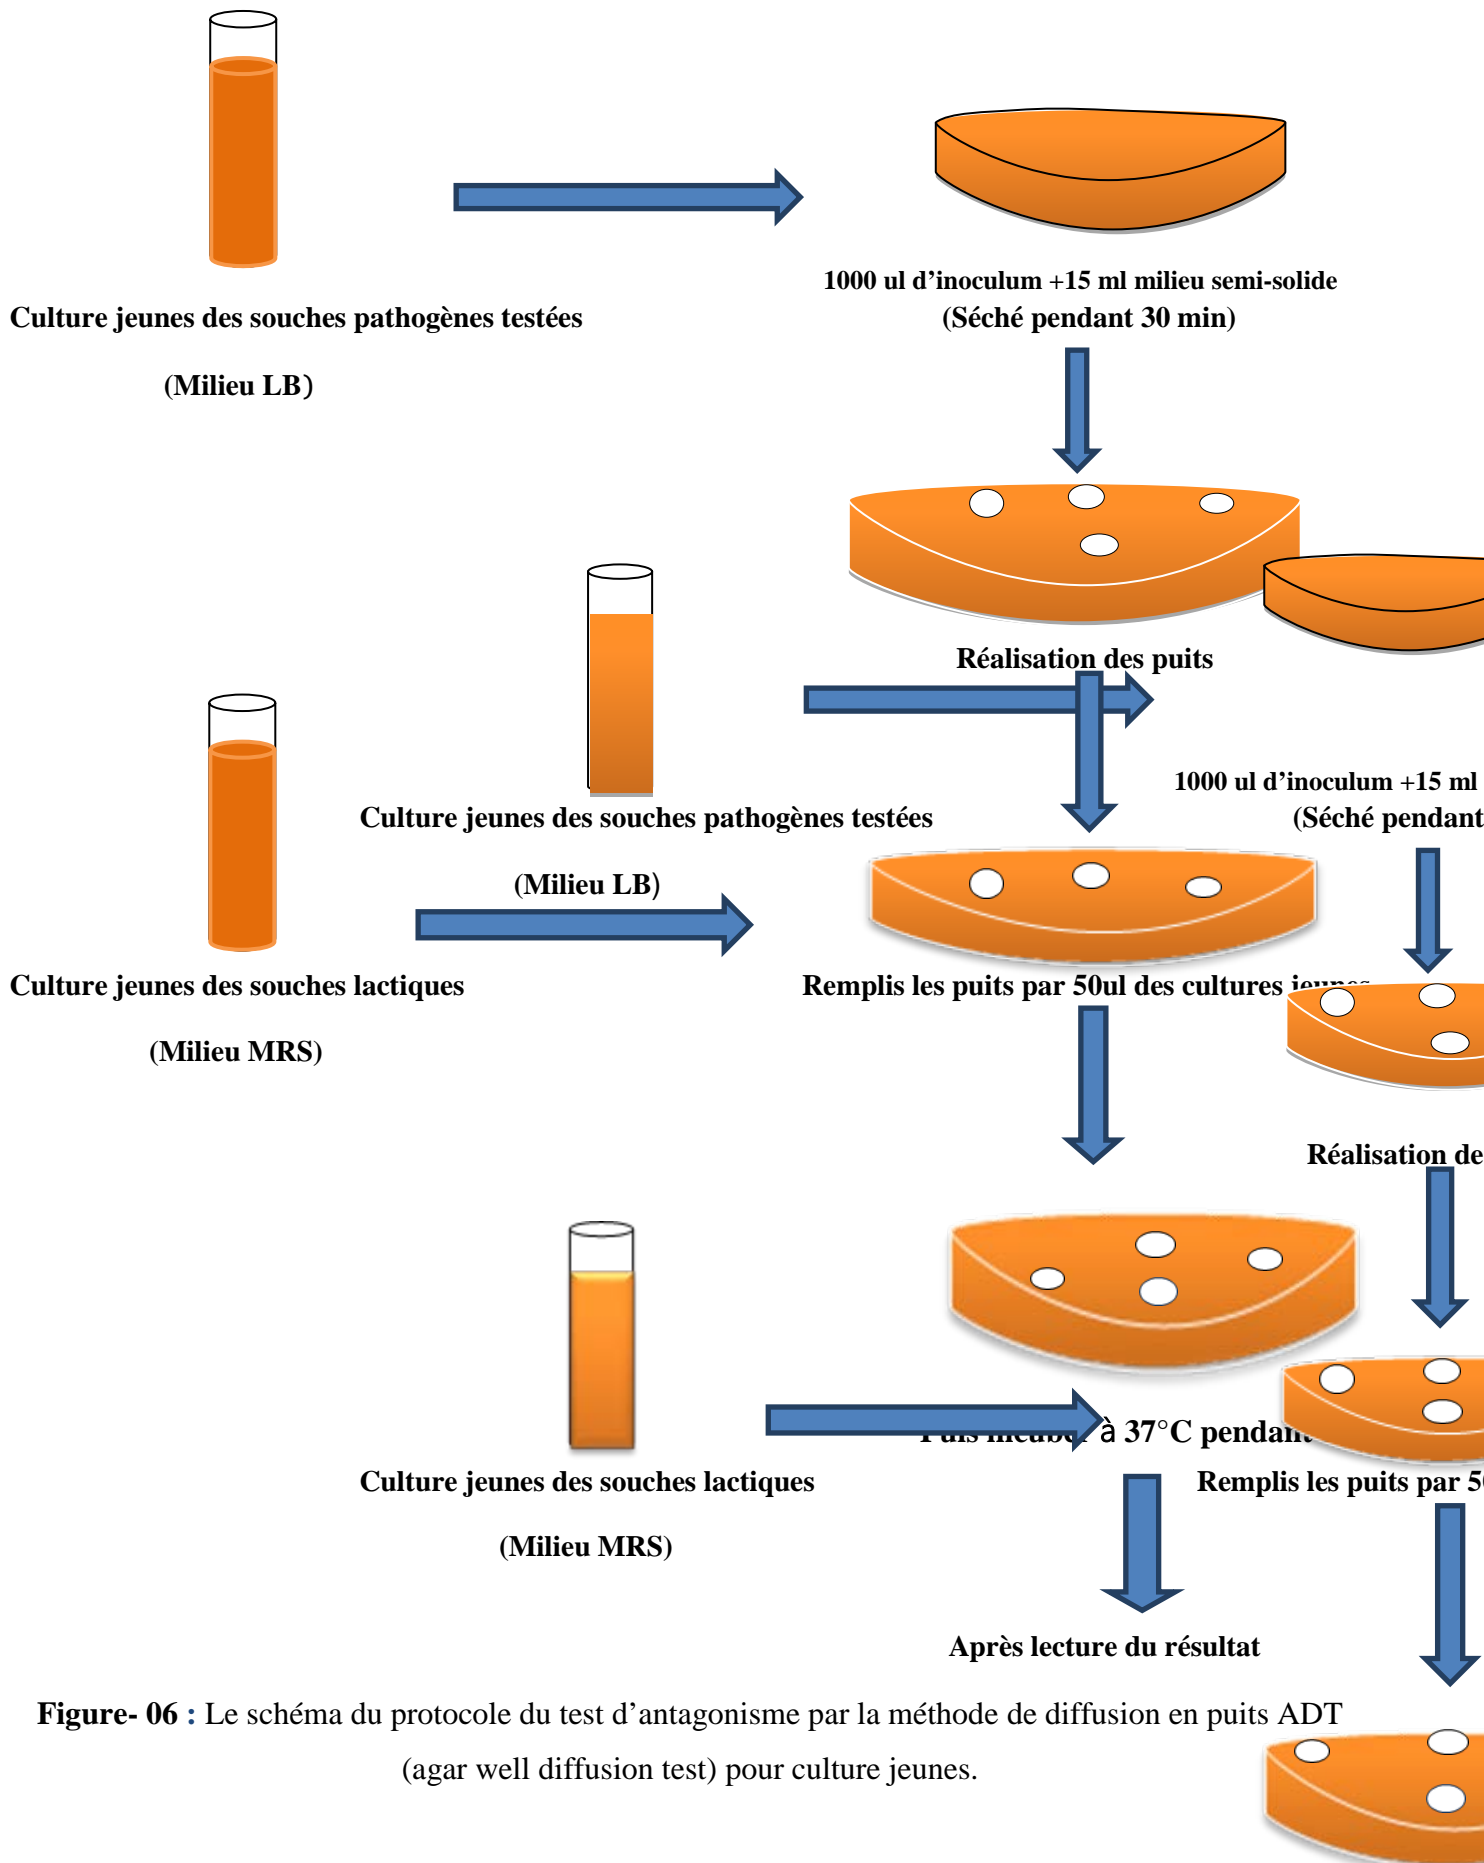 1000 ul d’inoculum +15 ml milieu semi-solide
Culture jeunes des souches pathogènes testées
(Séché pendant 30 min)
(Milieu LB)
Réalisation des puits
1000 ul d’inoculum +15 ml
Culture jeunes des souches pathogènes testées
(Séché pendant
(Milieu LB)
Culture jeunes des souches lactiques
Remplis les puits par 50ul des cultures jeunes
(Milieu MRS)
Réalisation de
à 37°C pendant
Culture jeunes des souches lactiques
Remplis les puits par 5
(Milieu MRS)
Après lecture du résultat
Figure- 06 : Le schéma du protocole du test d’antagonisme par la méthode de diffusion en puits ADT
(agar well diffusion test) pour culture jeunes.